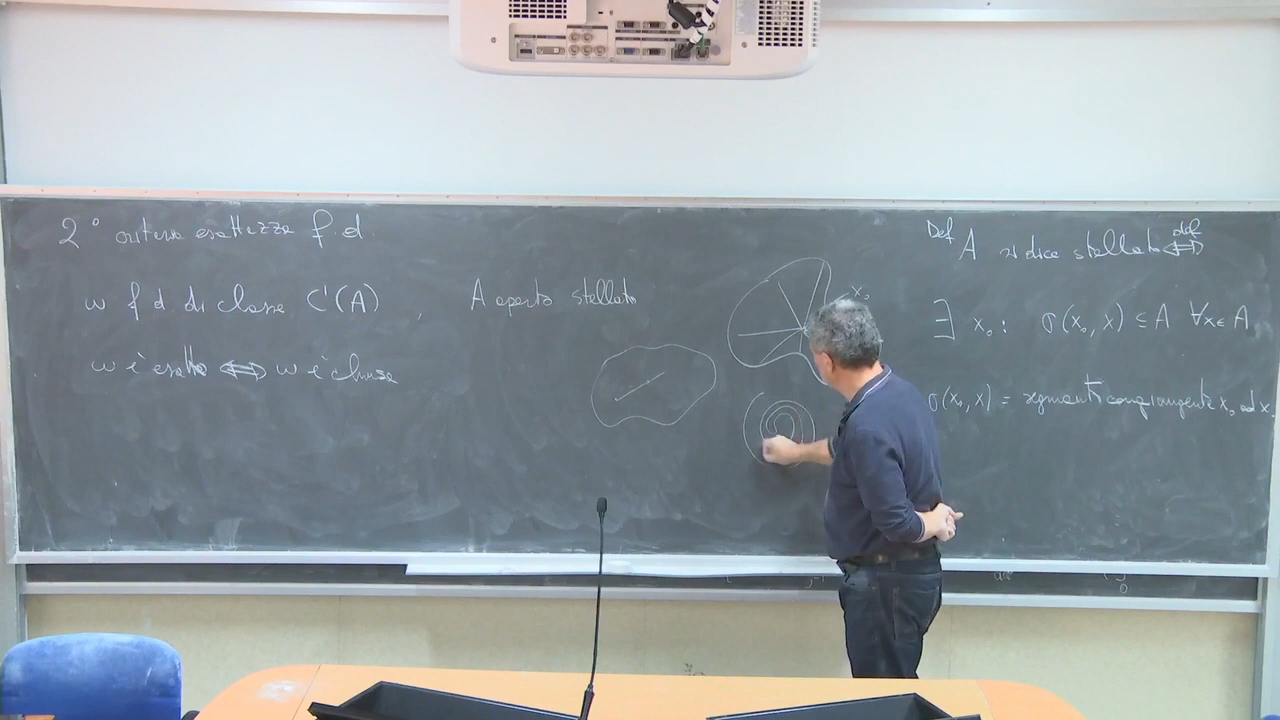 2° criterio esattezza f.d.
ω f.d. di classe C¹(A) , A aperto stellato
ω è esatta ⟺ ω è chiusa
x₀
Def A si dice stellato ⟺ def
∃ x₀ : σ(x₀, x) ⊆ A ∀x∈A
σ(x₀, x) = segmento congiungente x₀ ad x.